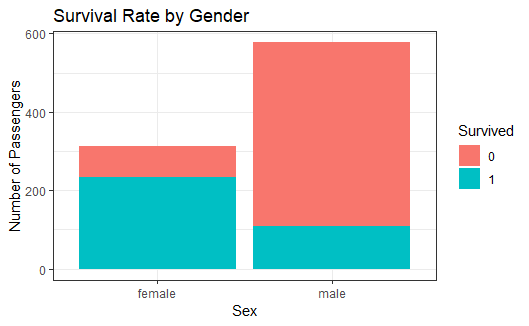 Survival Rate by Gender
Number of Passengers
600
400
200
0
female
male
Sex
Survived
0
1